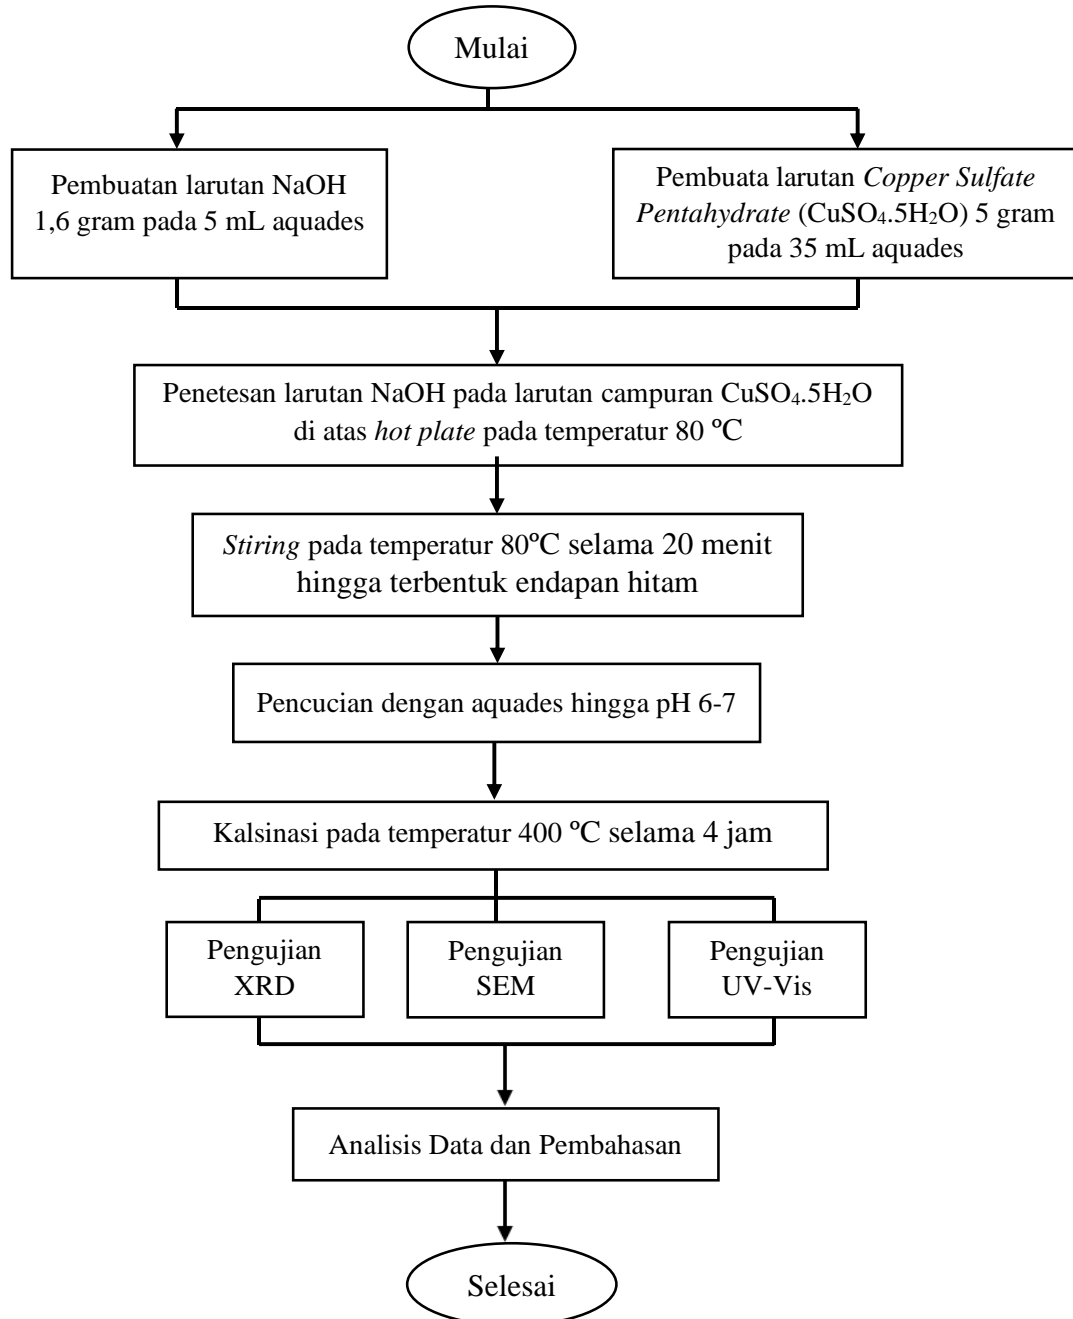 Mulai
Pembuatan larutan NaOH
1,6 gram pada 5 mL aquades
Pembuata larutan Copper Sulfate
Pentahydrate (CuSO₄.5H₂O) 5 gram
pada 35 mL aquades
Penetesan larutan NaOH pada larutan campuran CuSO₄.5H₂O
di atas hot plate pada temperatur 80 ºC
Stiring pada temperatur 80ºC selama 20 menit
hingga terbentuk endapan hitam
Pencucian dengan aquades hingga pH 6-7
Kalsinasi pada temperatur 400 ºC selama 4 jam
Pengujian
XRD
Pengujian
SEM
Pengujian
UV-Vis
Analisis Data dan Pembahasan
Selesai